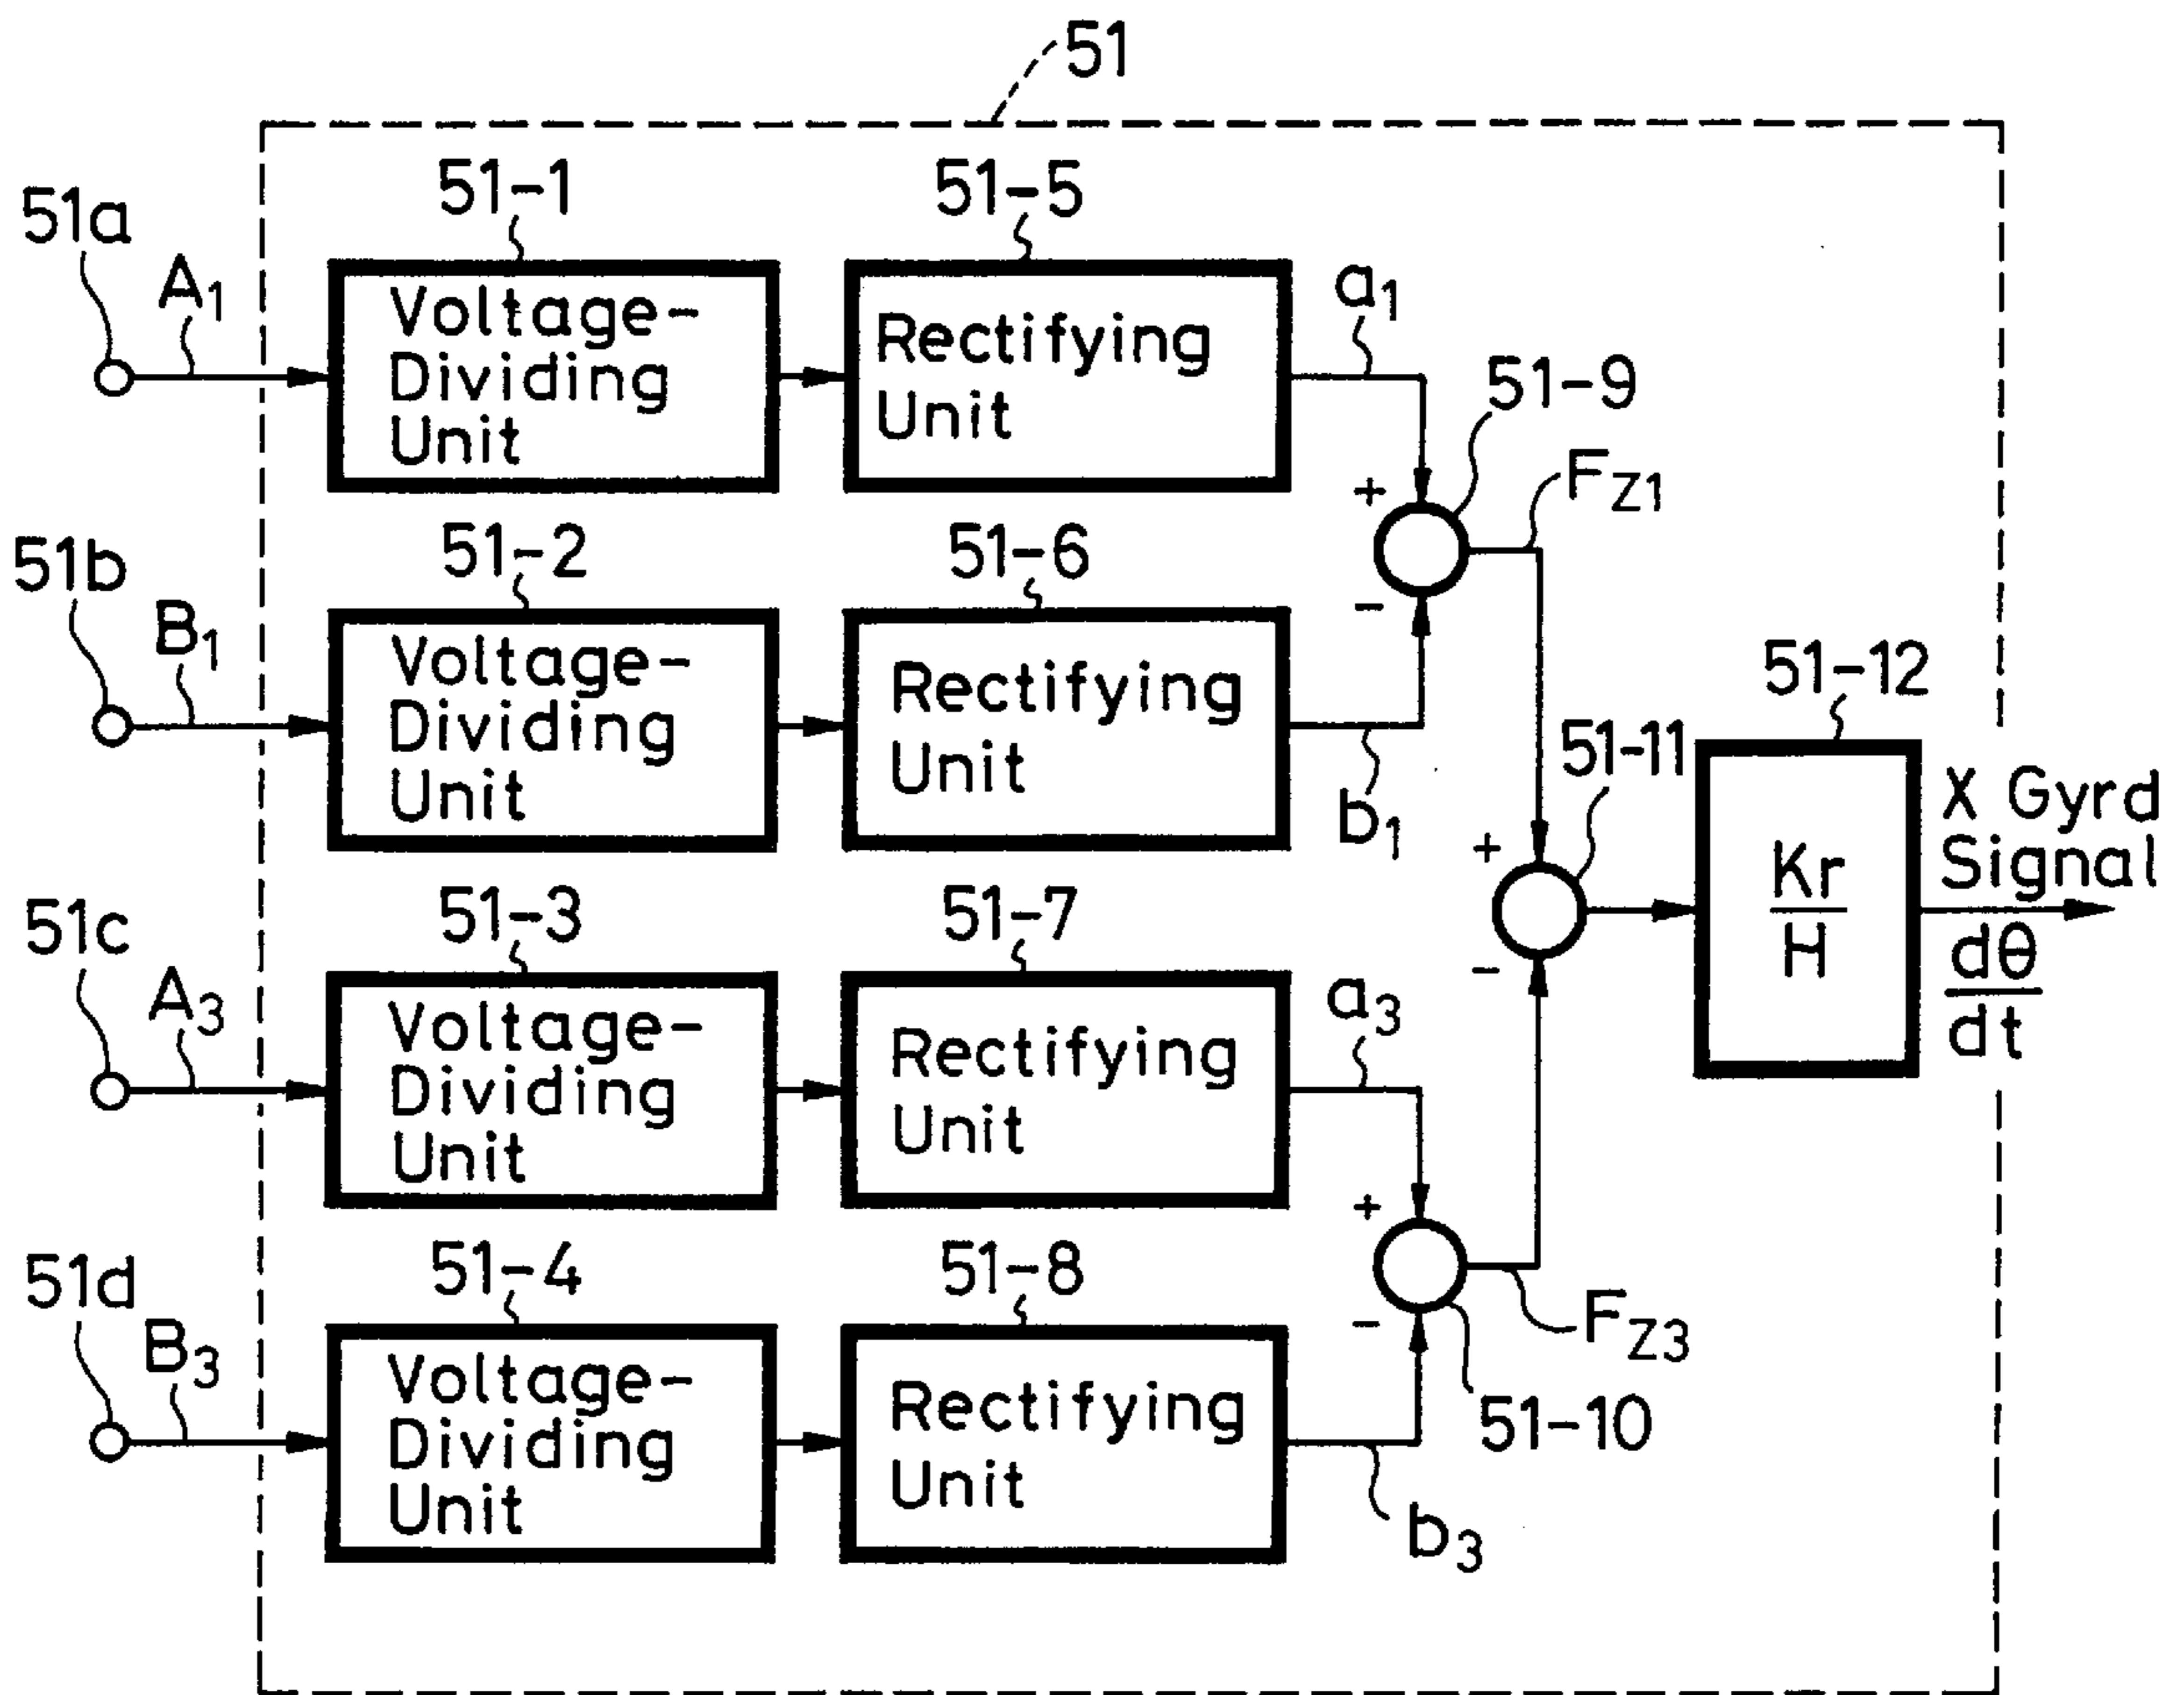 51
51-1
51-5
51a
A1
Voltage-
Dividing
Unit
Rectifying
Unit
a1
51-9
+
FZ1
-
51-2
51-6
51b
B1
Voltage-
Dividing
Unit
Rectifying
Unit
b1
51-11
51-12
+
-
Kr
H
X Gyrd
Signal
dθ
dt
51-3
51-7
51c
A3
Voltage-
Dividing
Unit
Rectifying
Unit
a3
+
-
FZ3
51-10
51-4
51-8
51d
B3
Voltage-
Dividing
Unit
Rectifying
Unit
b3